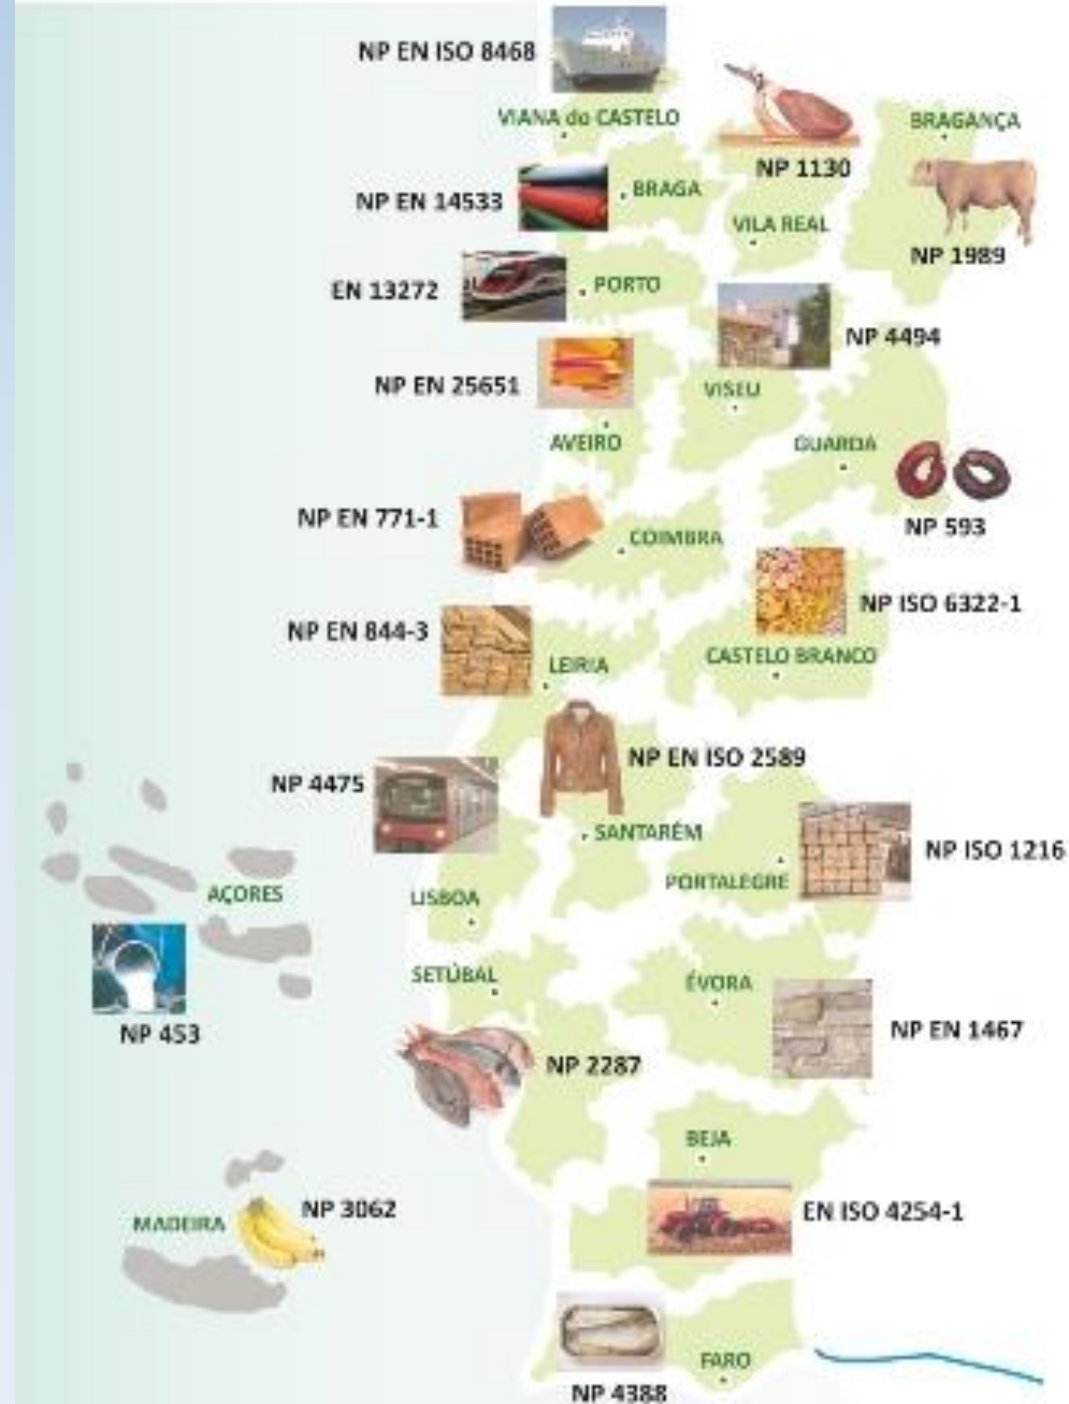 NP EN ISO 8468
VIANA do CASTELO
NP 1130
BRAGANÇA
NP EN 14533
BRAGA
VILA REAL
NP 1989
EN 13272
PORTO
NP 4494
NP EN 25651
VISEU
AVEIRO
GUARDA
NP EN 771-1
COIMBRA
NP 593
NP ISO 6322-1
NP EN 844-3
LEIRIA
CASTELO BRANCO
NP 4475
NP EN ISO 2589
SANTARÉM
NP ISO 1216
PORTALEGRE
AÇORES
LISBOA
SETÚBAL
ÉVORA
NP 453
NP EN 1467
NP 2287
BEJA
MADEIRA
NP 3062
EN ISO 4254-1
FARO
NP 4388